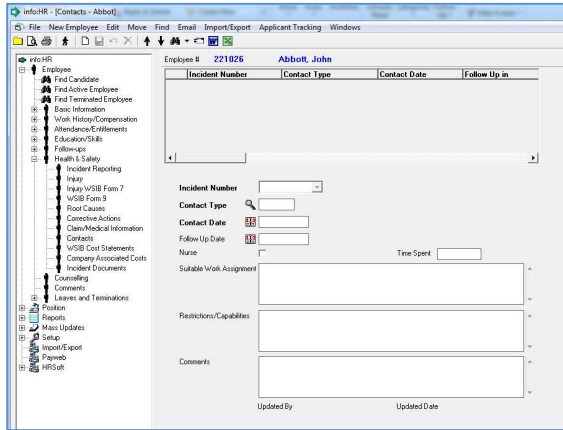 info:HR - [Contacts - Abbot]
File New Employee Edit Move Find Email Import/Export Applicant Tracking Windows
info:HR
Employee
Find Candidate
Find Active Employee
Find Terminated Employee
Basic Information
Work History/Compensation
Attendance/Entitlements
Education/Skills
Follow-ups
Health & Safety
Incident Reporting
Injury
Injury WSIB Form 7
WSIB Form 9
Root Causes
Corrective Actions
Claim/Medical Information
Contacts
WSIB Cost Statements
Company Associated Costs
Incident Documents
Counselling
Comments
Leaves and Terminations
Position
Reports
Mass Updates
Setup
Import/Export
Payweb
HRSoft
Employee # 221026 Abbott, John
Incident Number Contact Type Contact Date Follow Up in
Incident Number
Contact Type
Contact Date
Follow Up Date
Nurse Time Spent
Suitable Work Assignment
Restrictions/Capabilities
Comments
Updated By Updated Date